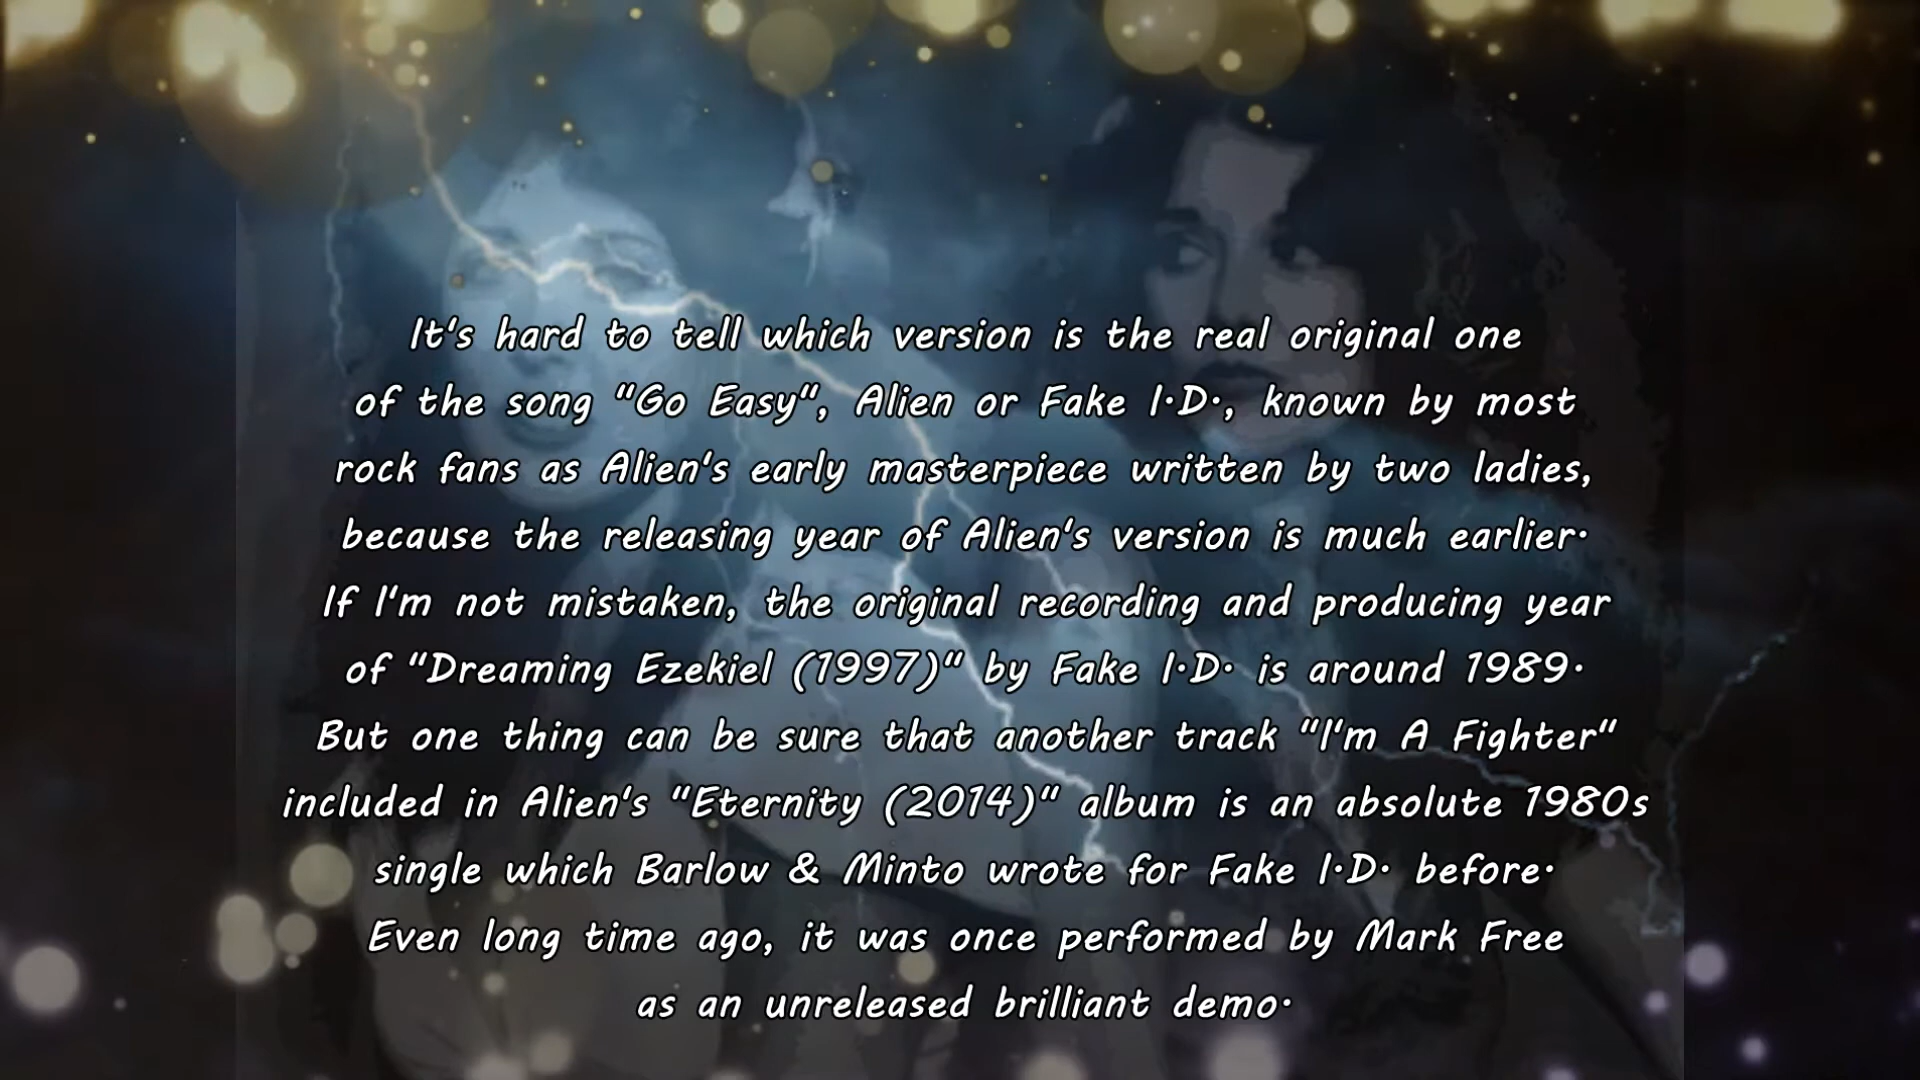 It's hard to tell which version is the real original one
of the song "Go Easy", Alien or Fake I.D., known by most
rock fans as Alien's early masterpiece written by two ladies,
because the releasing year of Alien's version is much earlier.
If I'm not mistaken, the original recording and producing year
of "Dreaming Ezekiel (1997)" by Fake I.D. is around 1989.
But one thing can be sure that another track "I'm A Fighter"
included in Alien's "Eternity (2014)" album is an absolute 1980s
single which Barlow & Minto wrote for Fake I.D. before.
Even long time ago, it was once performed by Mark Free
as an unreleased brilliant demo.